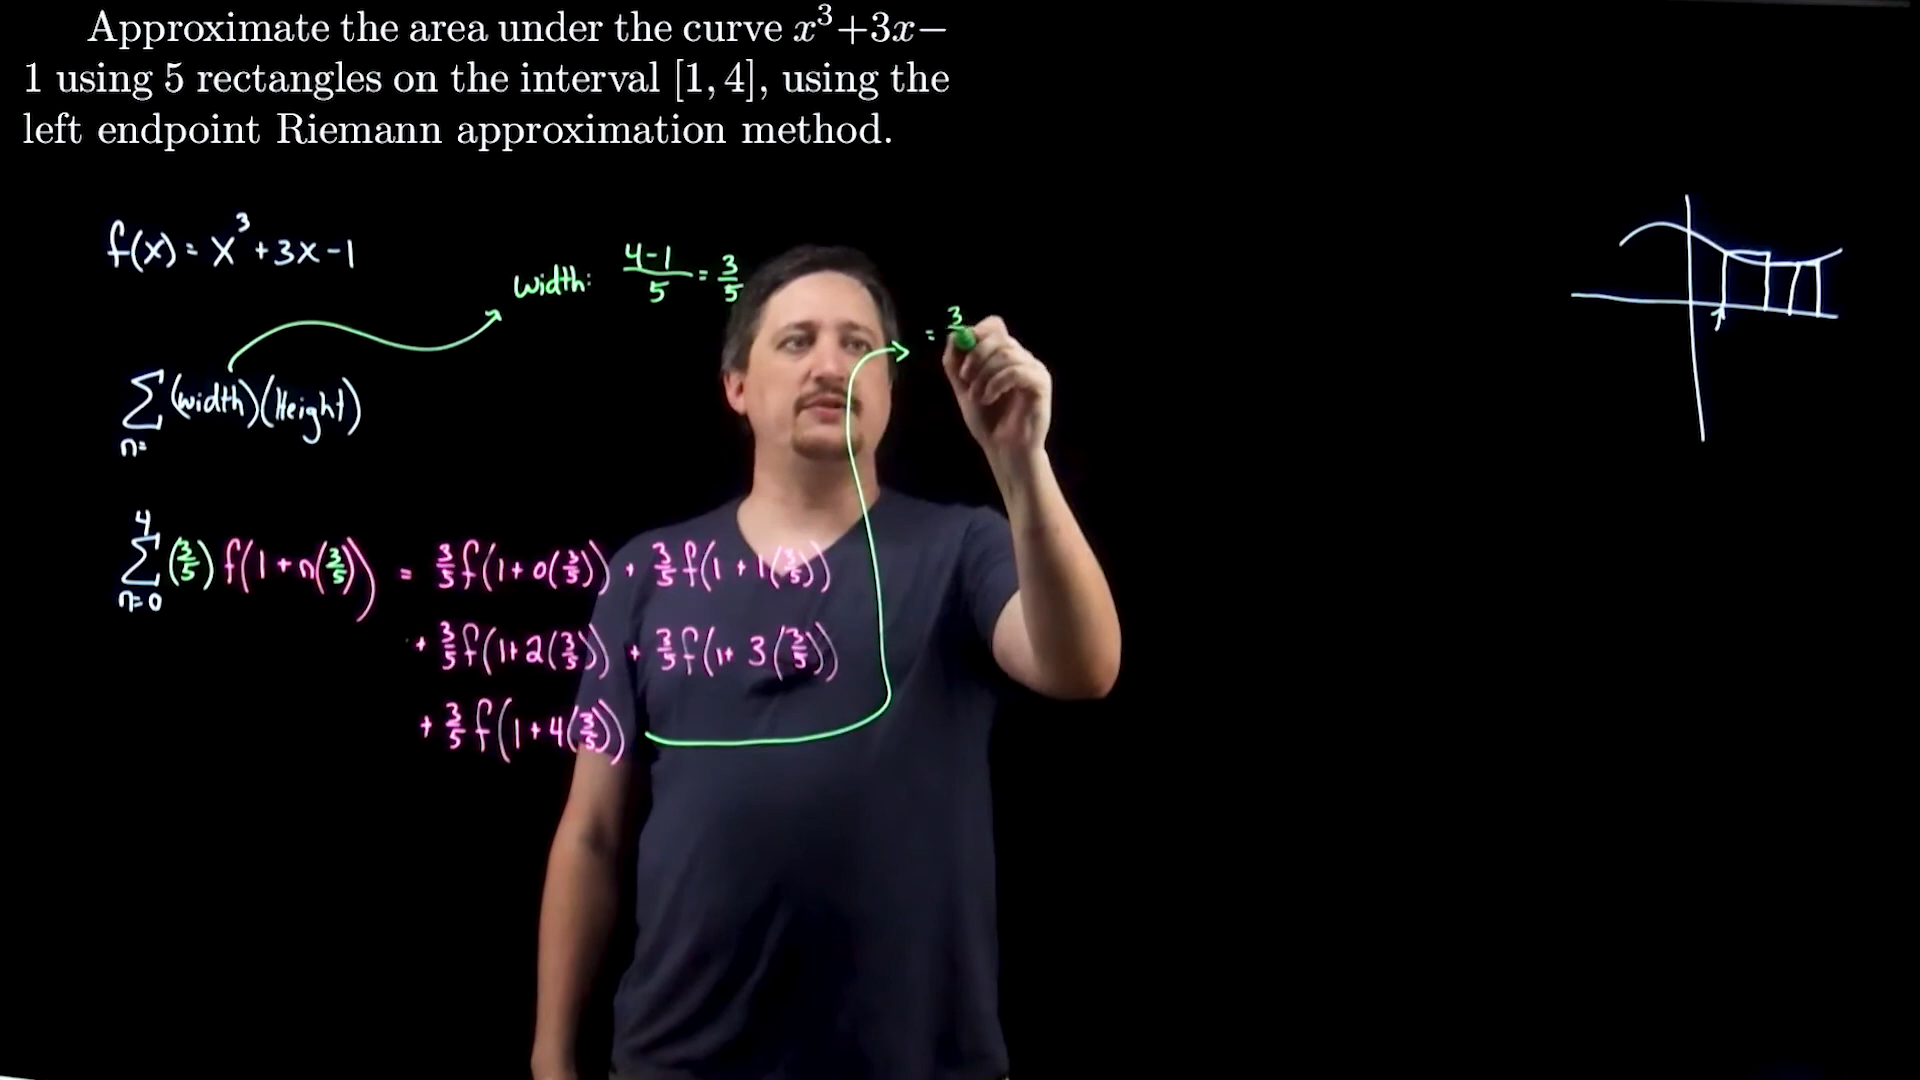 Approximate the area under the curve x³+3x−
1 using 5 rectangles on the interval [1, 4], using the
left endpoint Riemann approximation method.
f(x) = x³ + 3x - 1
width: (4-1)/5 = 3/5
= 3
∑ n= (width)(Height)
∑ n=0 4 (3/5) f(1 + n(3/5)) = 3/5 f(1+0(3/5)) + 3/5 f(1 + 1(3/5))
+ 3/5 f(1+2(3/5)) + 3/5 f(1+ 3(3/5))
+ 3/5 f(1+4(3/5))